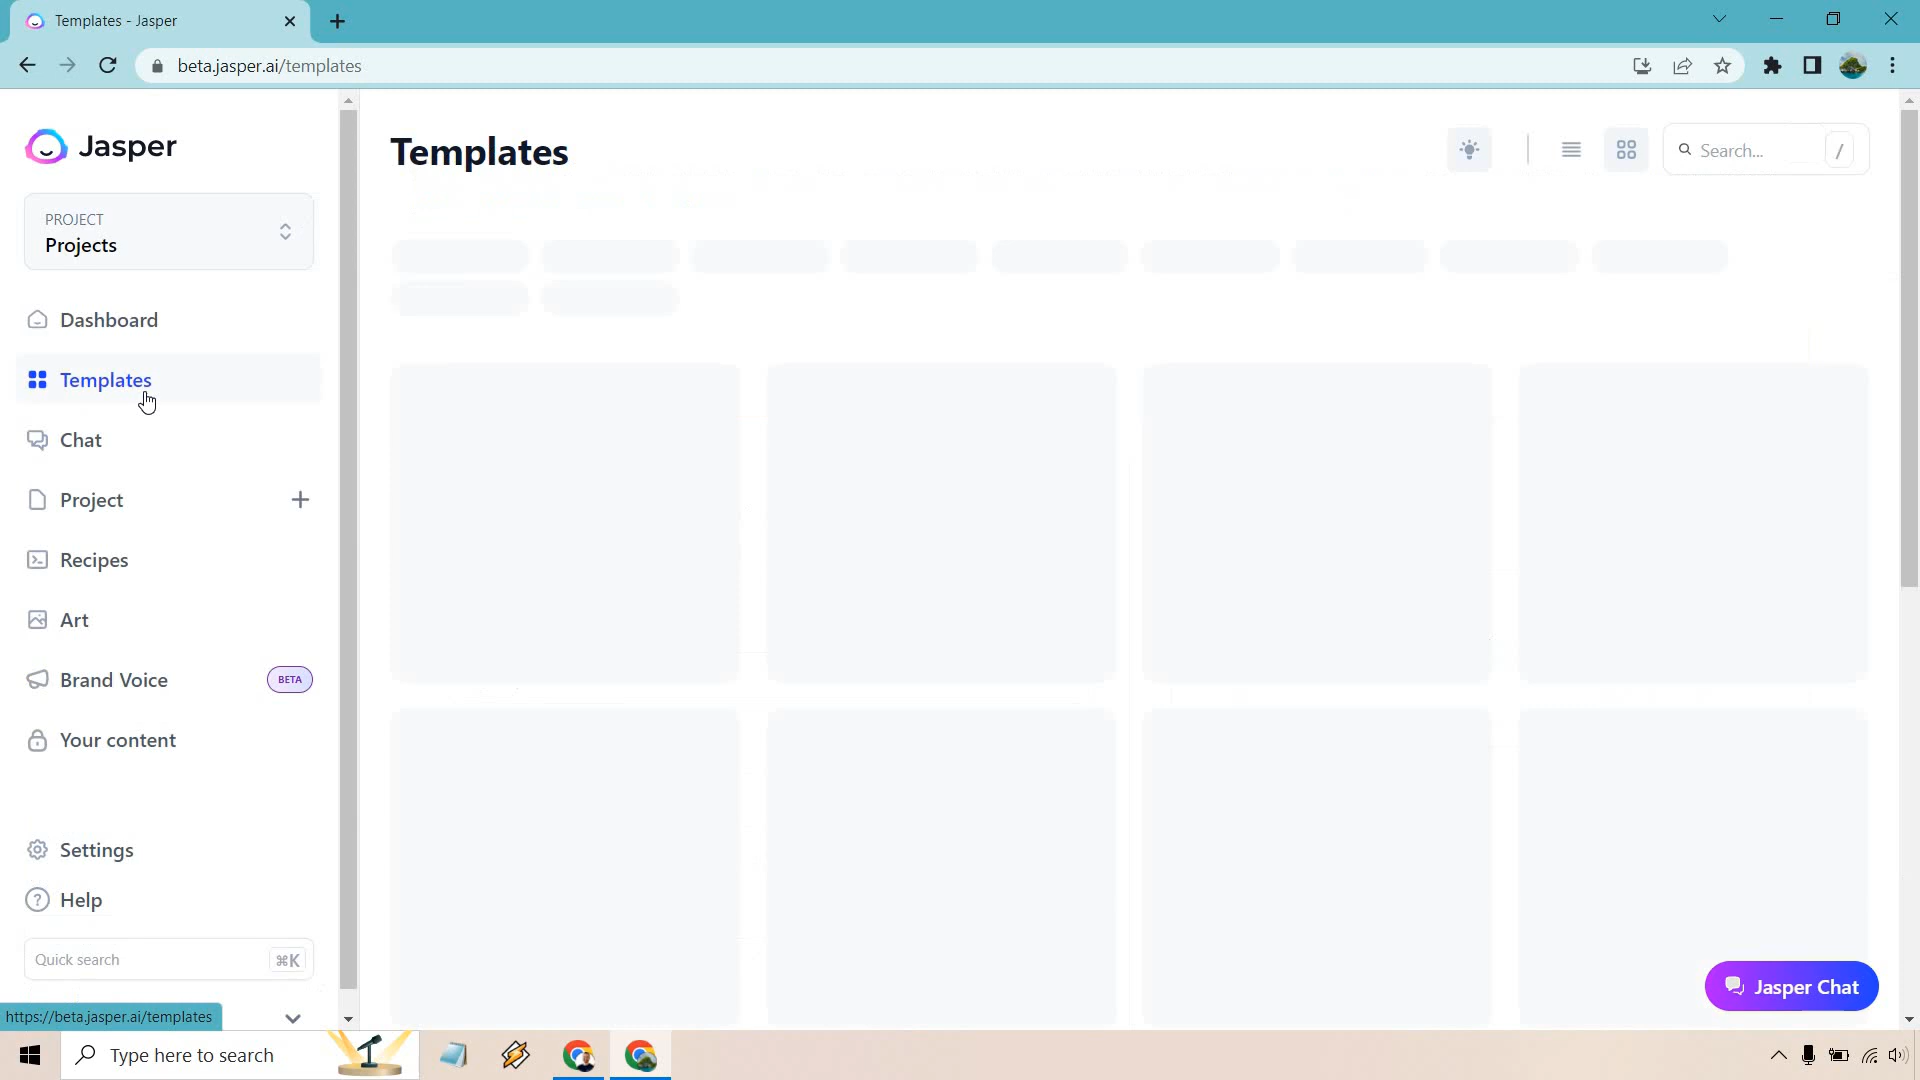 Templates - Jasper
beta.jasper.ai/templates
Jasper
PROJECT
Projects
Dashboard
Templates
Chat
Project
Recipes
Art
Brand Voice
BETA
Your content
Settings
Help
Quick search
⌘K
https://beta.jasper.ai/templates
Templates
Search...
/
Jasper Chat
Type here to search